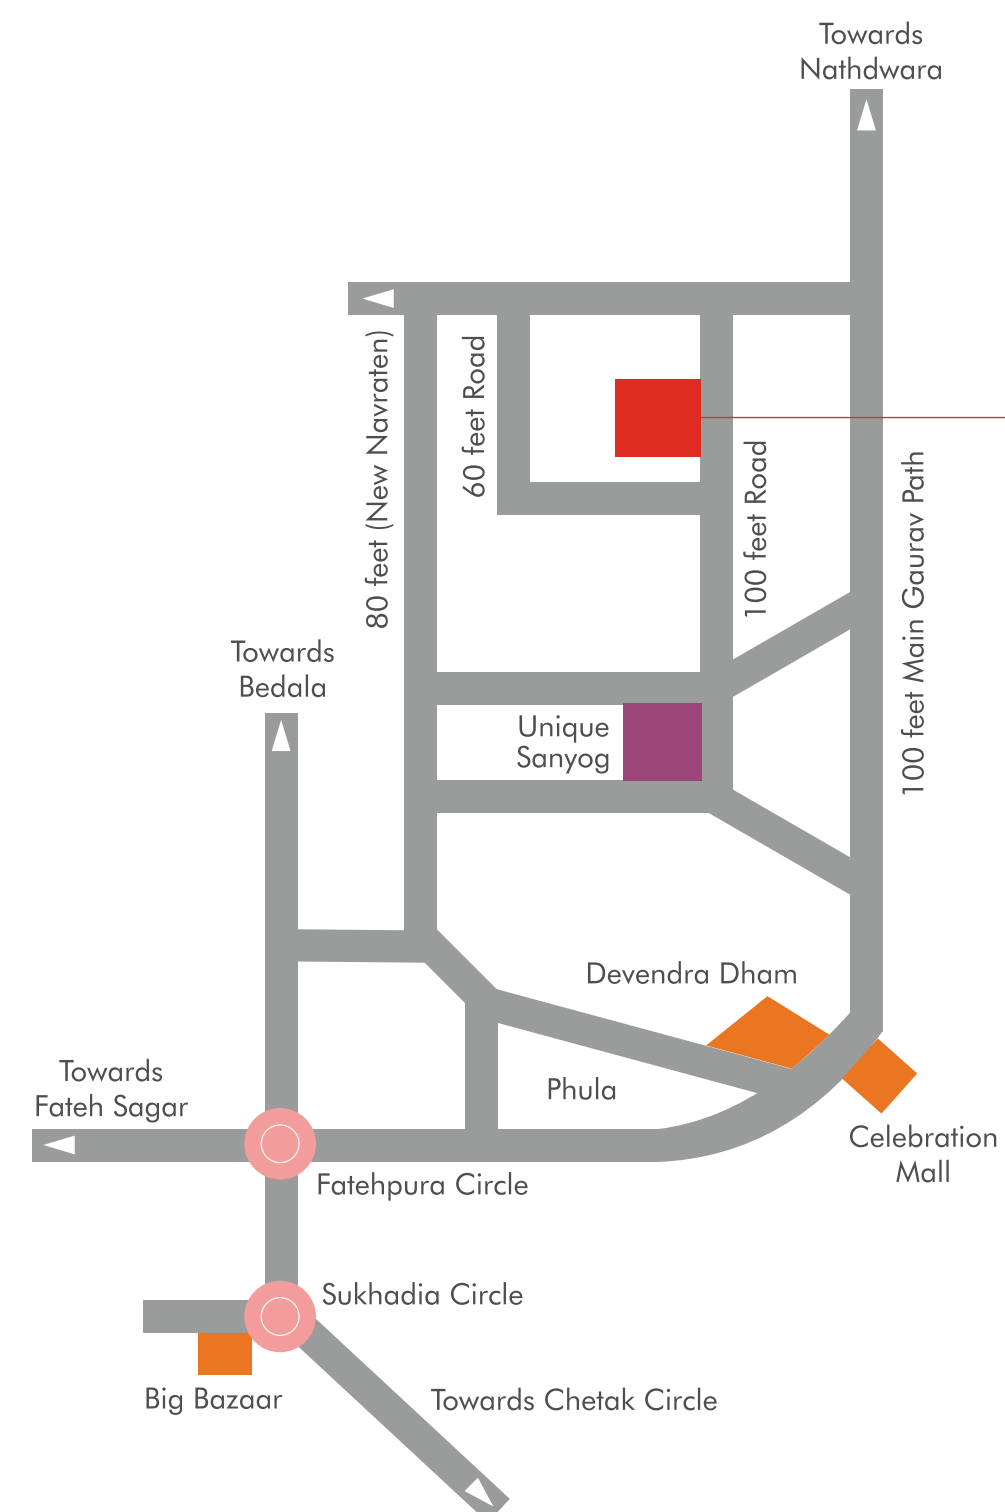 Towards
Nathdwara
80 feet (New Navraten)
60 feet Road
100 feet Road
100 feet Main Gaurav Path
Towards
Bedala
Unique
Sanyog
Devendra Dham
Towards
Fateh Sagar
Phula
Celebration
Mall
Fatehpura Circle
Sukhadia Circle
Big Bazaar
Towards Chetak Circle